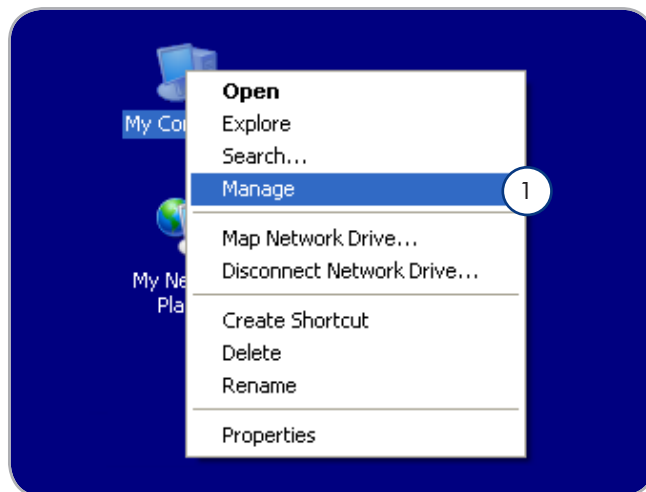 My Co
Open
Explore
Search...
Manage
1
Map Network Drive...
Disconnect Network Drive...
My Ne
Pla
Create Shortcut
Delete
Rename
Properties